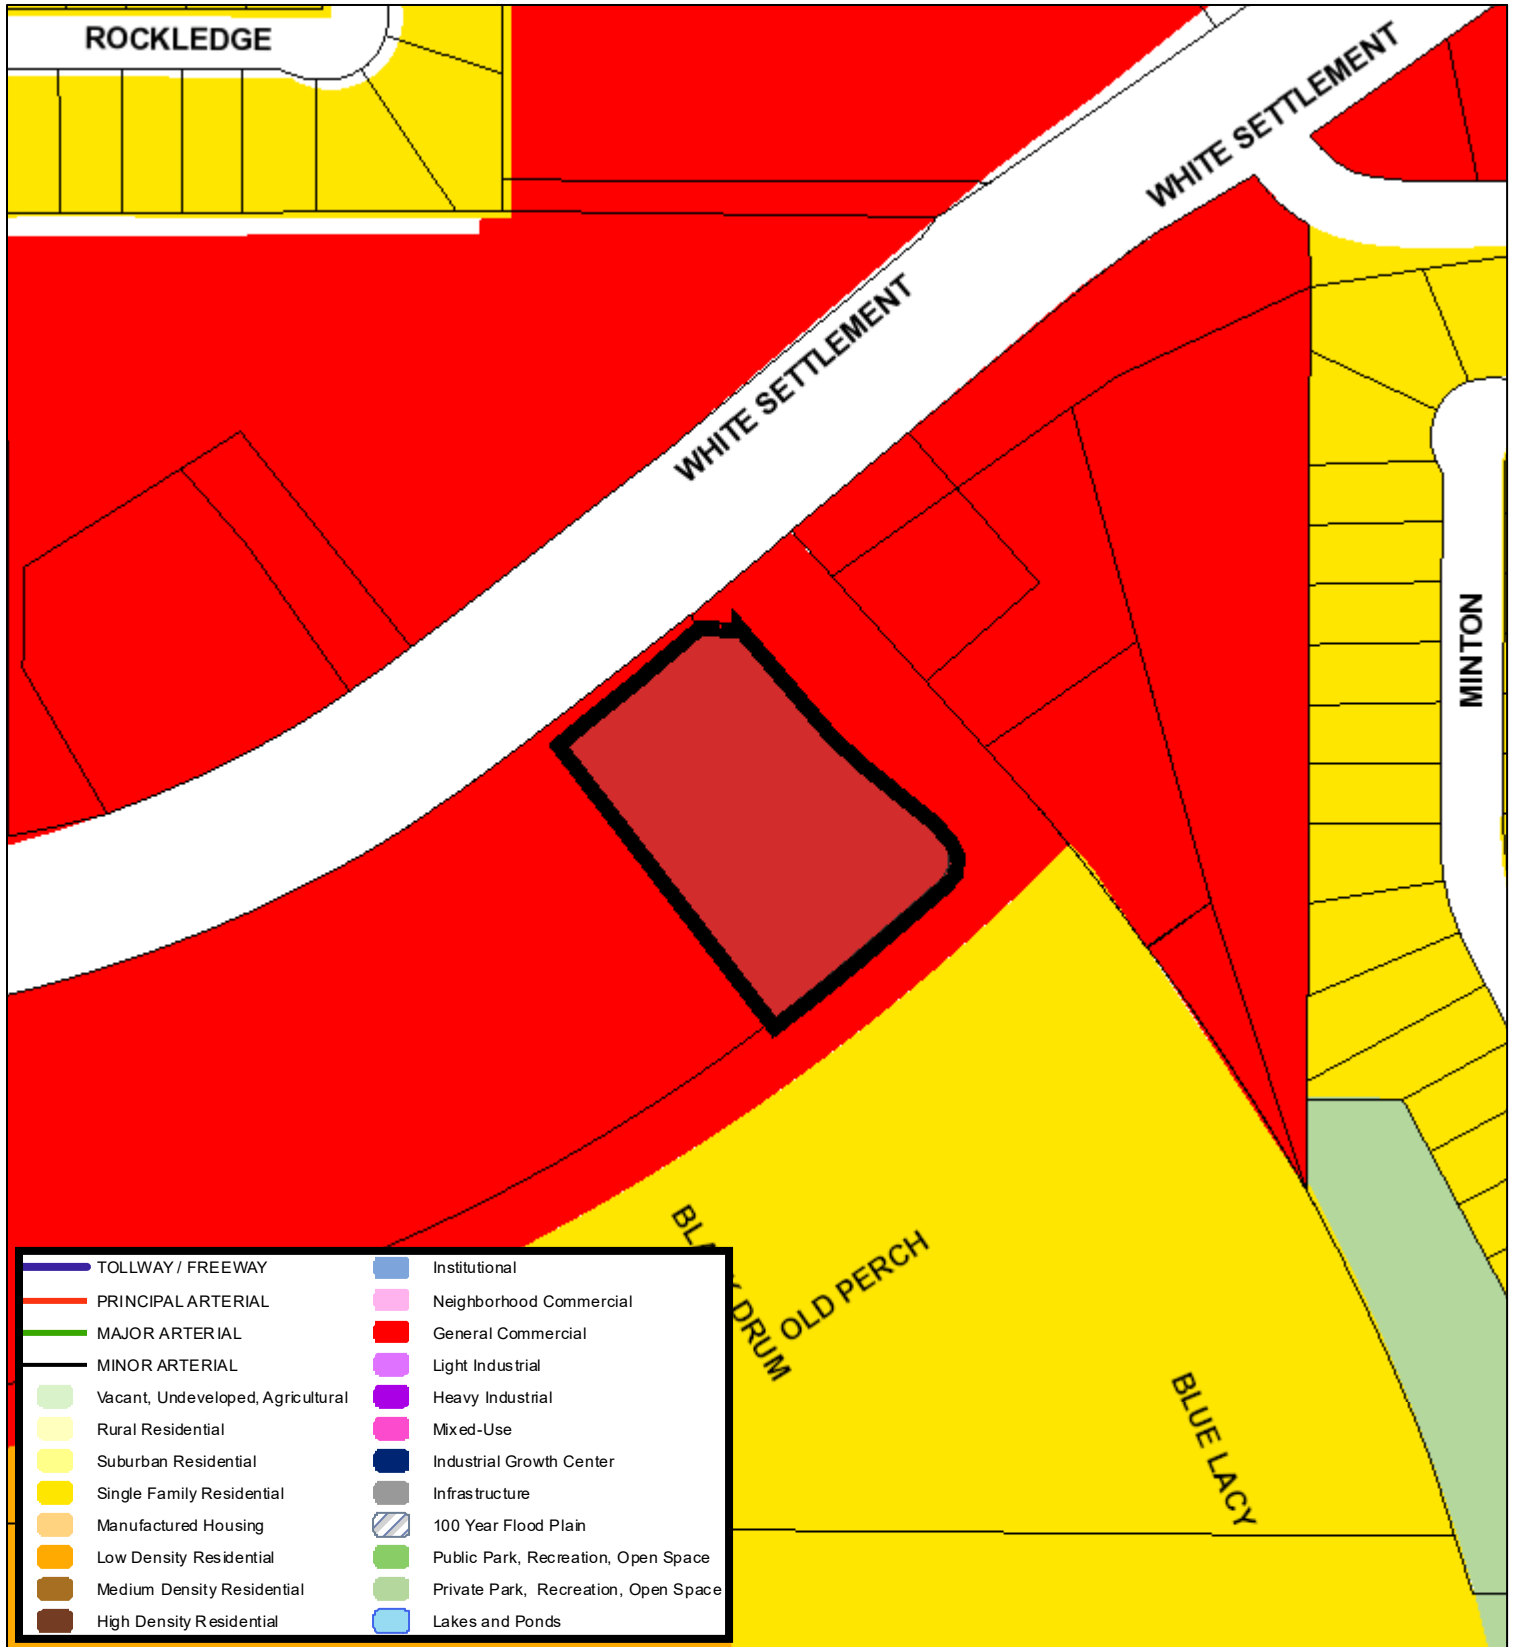 ROCKLEDGE
WHITE SETTLEMENT
WHITE SETTLEMENT
MINTON
OLD PERCH
DRUM
BLUE LACY
TOLLWAY / FREEWAY
PRINCIPAL ARTERIAL
MAJOR ARTERIAL
MINOR ARTERIAL
Vacant, Undeveloped, Agricultural
Rural Residential
Suburban Residential
Single Family Residential
Manufactured Housing
Low Density Residential
Medium Density Residential
High Density Residential
Institutional
Neighborhood Commercial
General Commercial
Light Industrial
Heavy Industrial
Mixed-Use
Industrial Growth Center
Infrastructure
100 Year Flood Plain
Public Park, Recreation, Open Space
Private Park, Recreation, Open Space
Lakes and Ponds